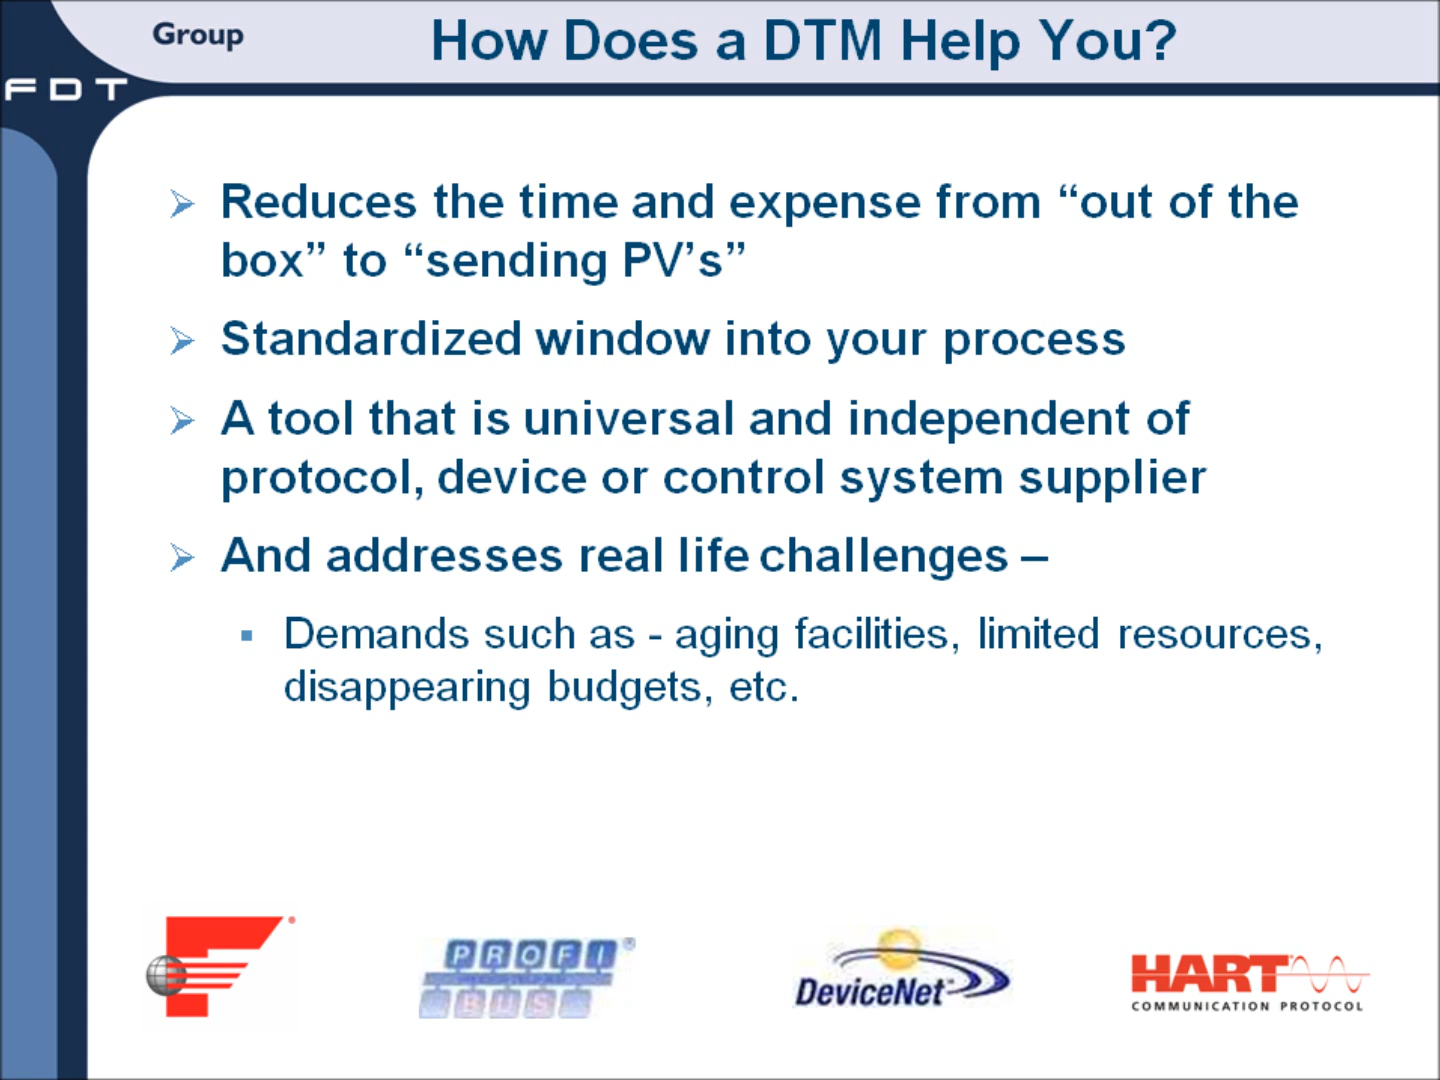 Group
FDT
How Does a DTM Help You?
Reduces the time and expense from “out of the
box” to “sending PV’s”
Standardized window into your process
A tool that is universal and independent of
protocol, device or control system supplier
And addresses real life challenges –
Demands such as - aging facilities, limited resources,
disappearing budgets, etc.
PROFI®
BUS
DeviceNet™
HART
COMMUNICATION PROTOCOL